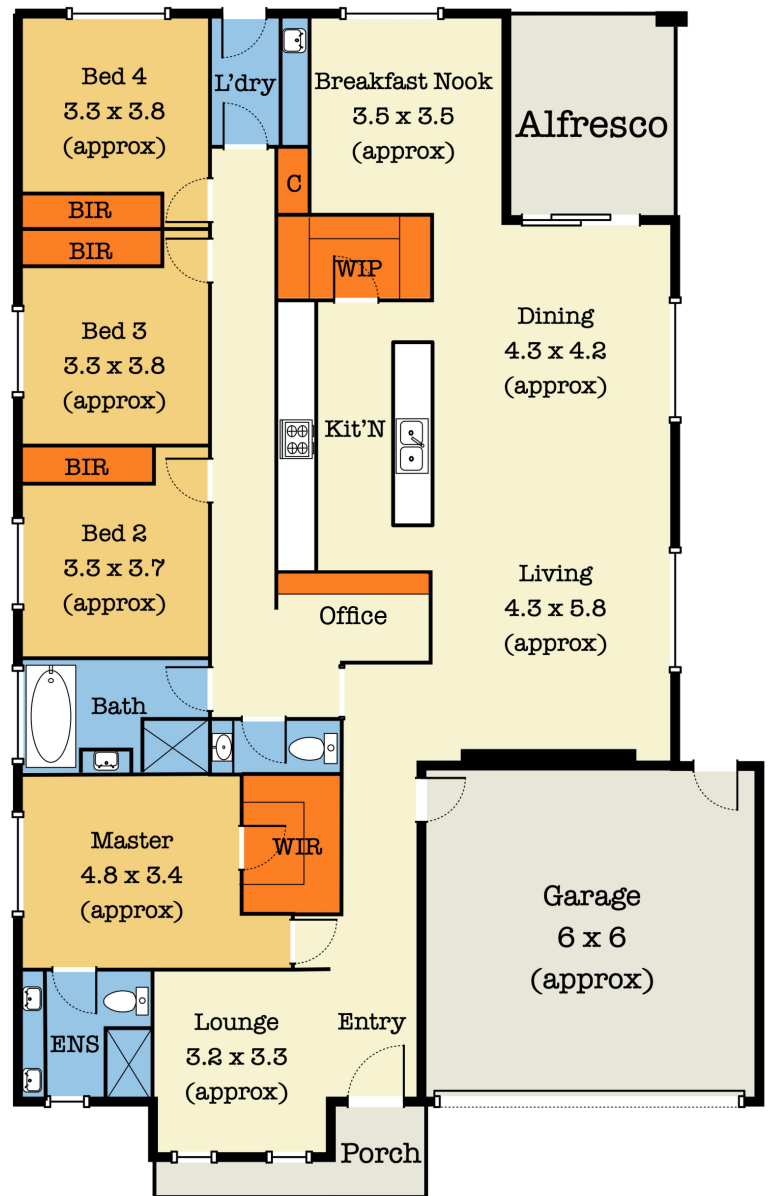 Bed 4
3.3 x 3.8
(approx)
L'dry
Breakfast Nook
3.5 x 3.5
(approx)
Alfresco
C
BIR
BIR
WIP
Bed 3
3.3 x 3.8
(approx)
Dining
4.3 x 4.2
(approx)
Kit'N
BIR
Bed 2
3.3 x 3.7
(approx)
Living
4.3 x 5.8
(approx)
Office
Bath
Master
4.8 x 3.4
(approx)
WIR
Garage
6 x 6
(approx)
ENS
Lounge
3.2 x 3.3
(approx)
Entry
Porch